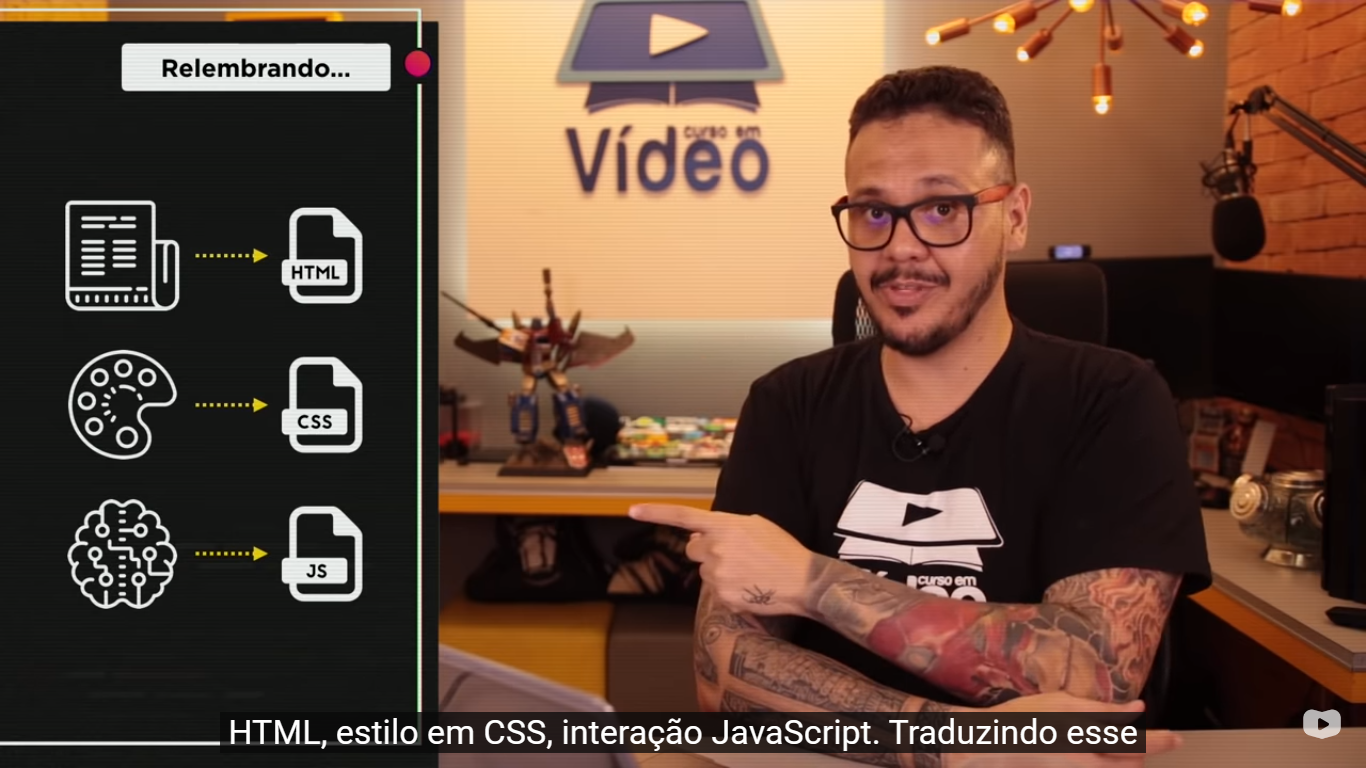 Relembrando...
HTML
CSS
JS
curso em
Vídeo
curso em
HTML, estilo em CSS, interação JavaScript. Traduzindo esse